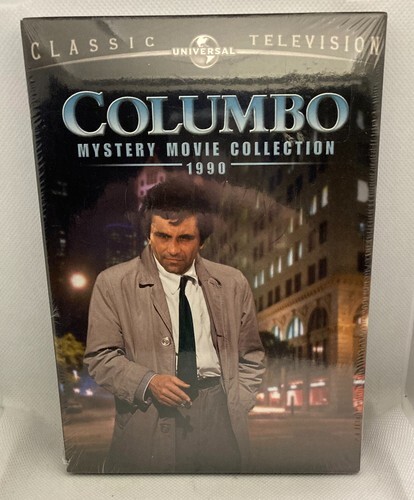 CLASSIC UNIVERSAL TELEVISION
COLUMBO
MYSTERY MOVIE COLLECTION
1990